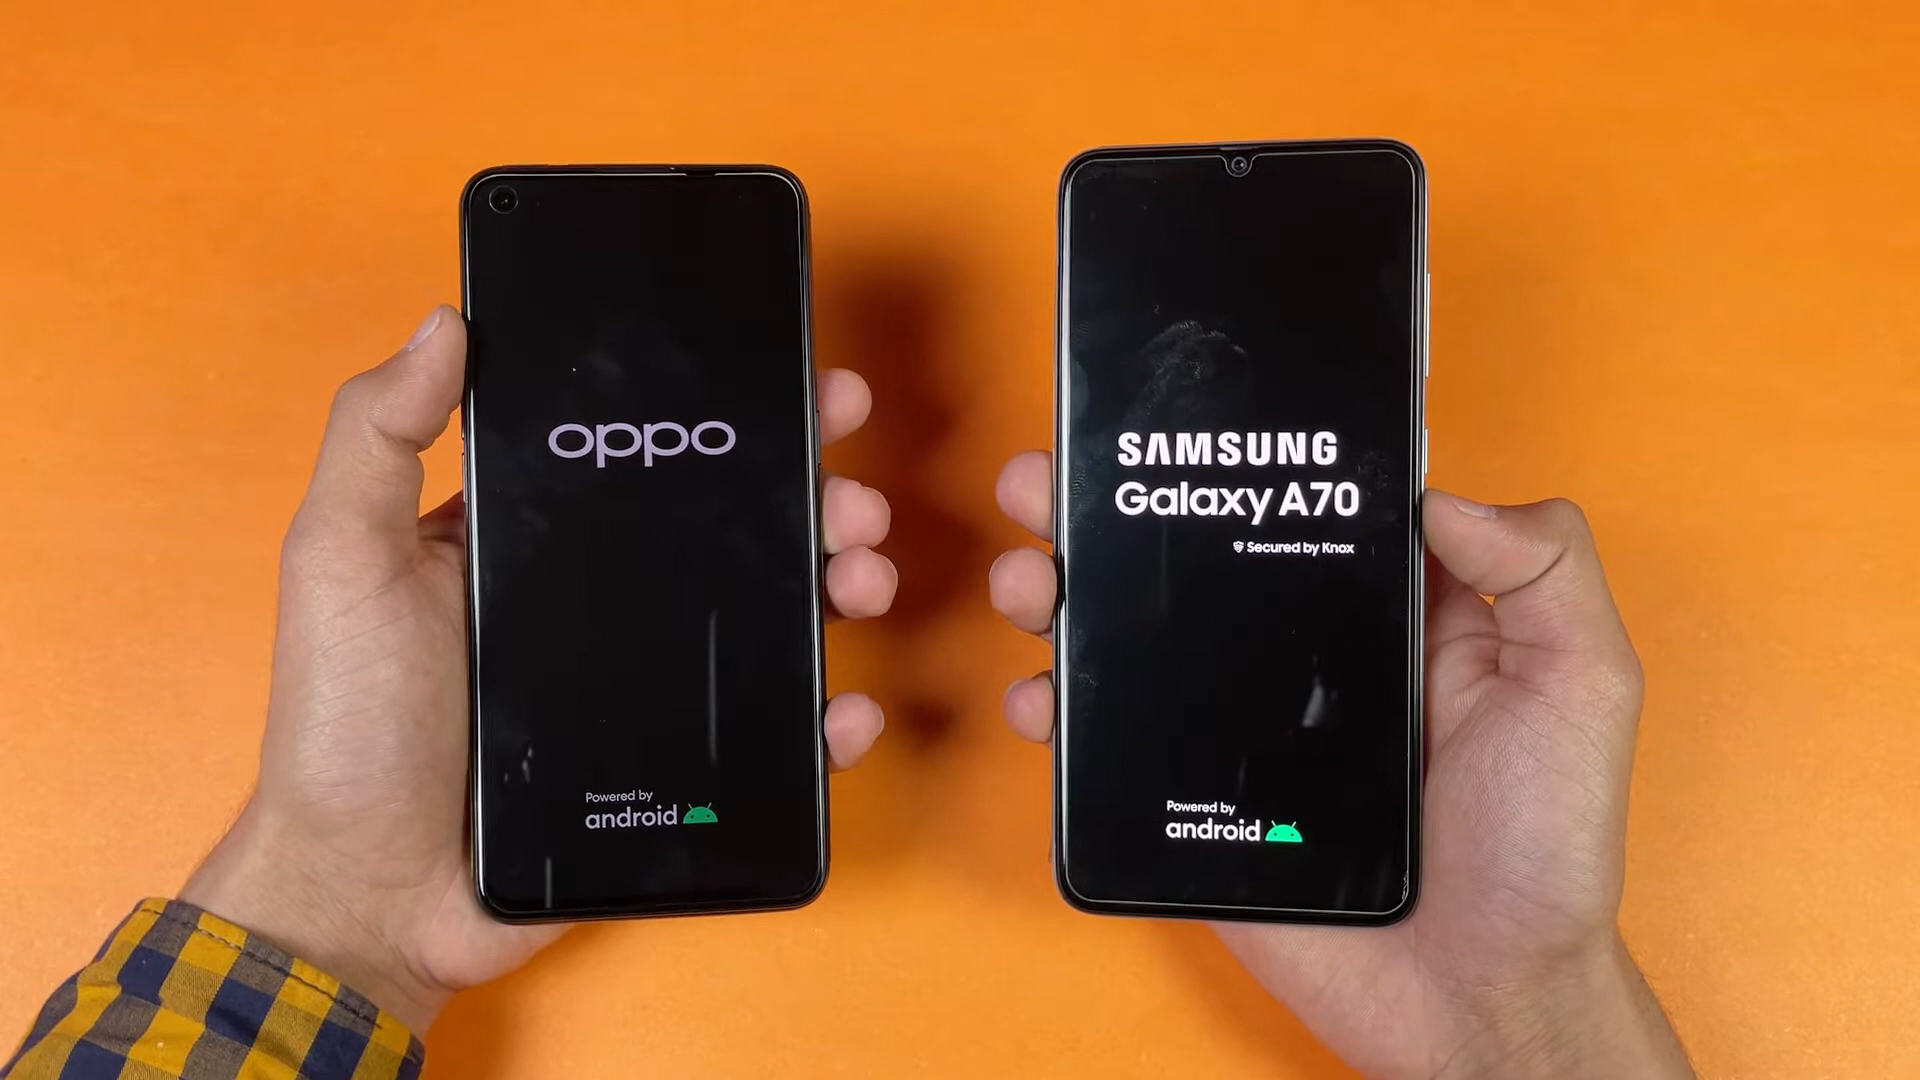 oppo
Powered by
android
SAMSUNG
Galaxy A70
Secured by Knox
Powered by
android